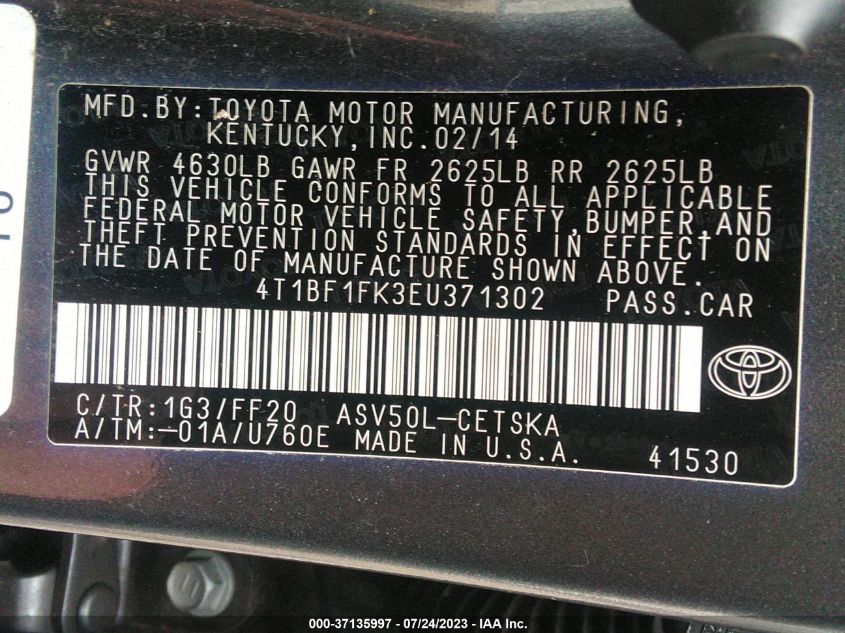 MFD.BY:TOYOTA MOTOR MANUFACTURING,
KENTUCKY,INC.02/14
GVWR 4630LB GAWR FR 2625LB RR 2625LB
THIS VEHICLE CONFORMS TO ALL APPLICABLE
FEDERAL MOTOR VEHICLE SAFETY,BUMPER,AND
THEFT PREVENTION STANDARDS IN EFFECT ON
THE DATE OF MANUFACTURE SHOWN ABOVE.
4T1BF1FK3EU371302 PASS.CAR
C/TR:1G3/FF20 ASV50L-CETSKA
A/TM:-01A/U760E MADE IN U.S.A. 41530
000-37135997 - 07/24/2023 - IAA Inc.